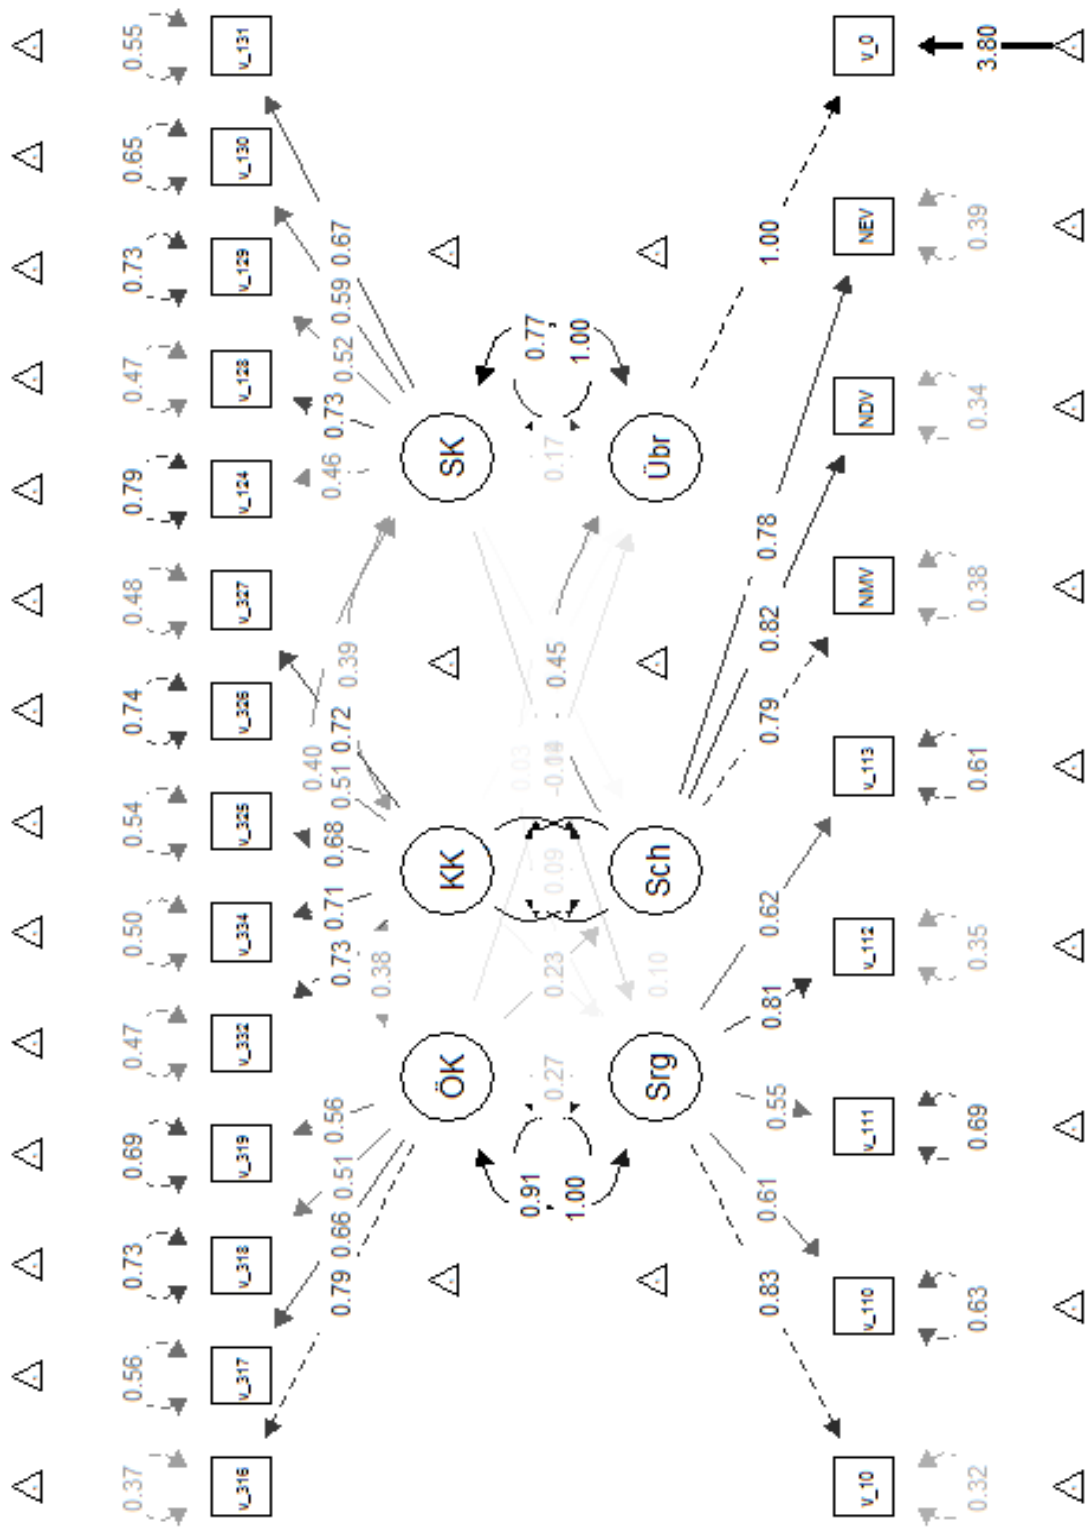 0.37 0.56 0.73 0.69 0.47 0.50 0.54 0.74 0.48 0.79 0.47 0.73 0.65 0.55
v_316 v_317 v_318 v_319 v_332 v_334 v_325 v_326 v_327 v_124 v_128 v_129 v_130 v_131
0.40
0.79 0.66 0.51 0.56 0.73 0.71 0.68 0.51 0.72 0.39 0.46 0.73 0.52 0.59 0.67
0.38
ÖK KK SK
0.91 0.77
0.03
0.27 0.23 0.09 0.45 0.17
1.00 1.00
Srg Sch Übr
0.10
0.83 0.61 0.55 0.81 0.62 0.79 0.82 0.78 1.00
v_10 v_110 v_111 v_112 v_113 NMV NDV NEV v_0
0.32 0.63 0.69 0.35 0.61 0.38 0.34 0.39 3.80